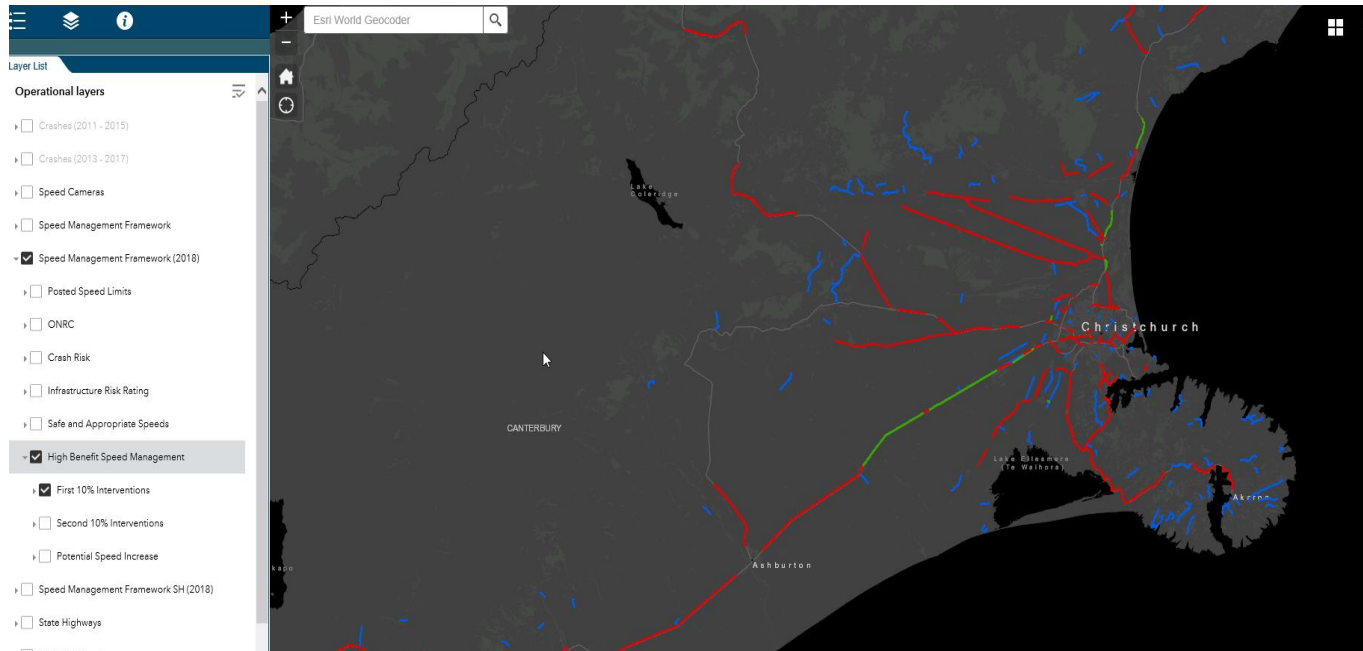 Esri World Geocoder
Layer List
Operational layers
Crashes (2011 - 2015)
Crashes (2013 - 2017)
Speed Cameras
Speed Management Framework
Speed Management Framework (2018)
Posted Speed Limits
ONRC
Crash Risk
Infrastructure Risk Rating
Safe and Appropriate Speeds
High Benefit Speed Management
First 10% Interventions
Second 10% Interventions
Potential Speed Increase
Speed Management Framework SH (2018)
State Highways
Lake
Coleridge
Christchurch
CANTERBURY
Lake Ellesmere
(Te Waihora)
Akaroa
Ashburton